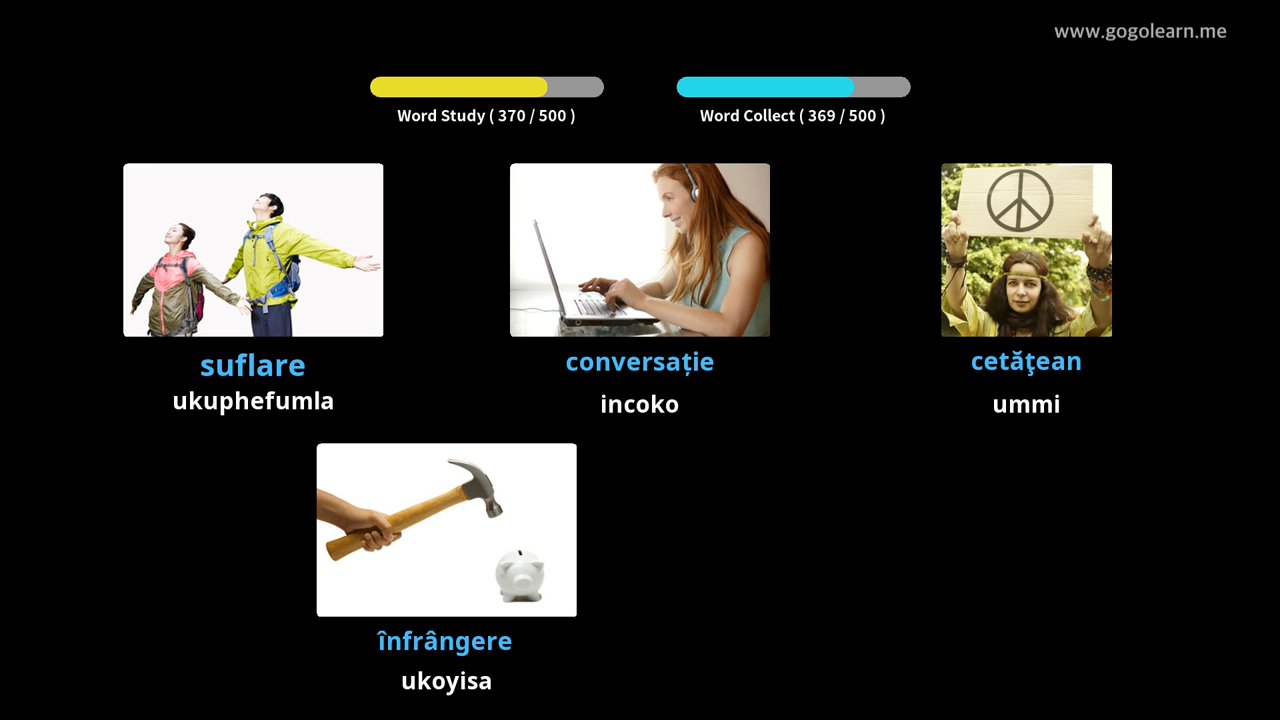 www.gogolearn.me
Word Study ( 370 / 500 )
Word Collect ( 369 / 500 )
suflare
ukuphefumla
conversație
incoko
cetăţean
ummi
înfrângere
ukoyisa